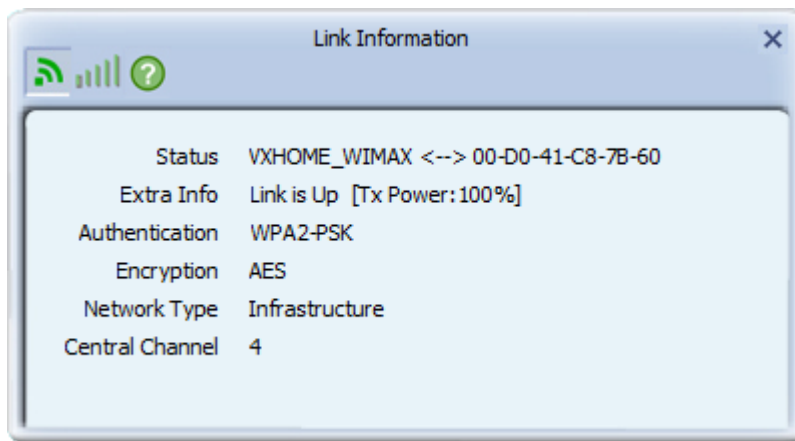 Link Information
?
Status VXHOME_WIMAX <--> 00-D0-41-C8-7B-60
Extra Info Link is Up [Tx Power:100%]
Authentication WPA2-PSK
Encryption AES
Network Type Infrastructure
Central Channel 4